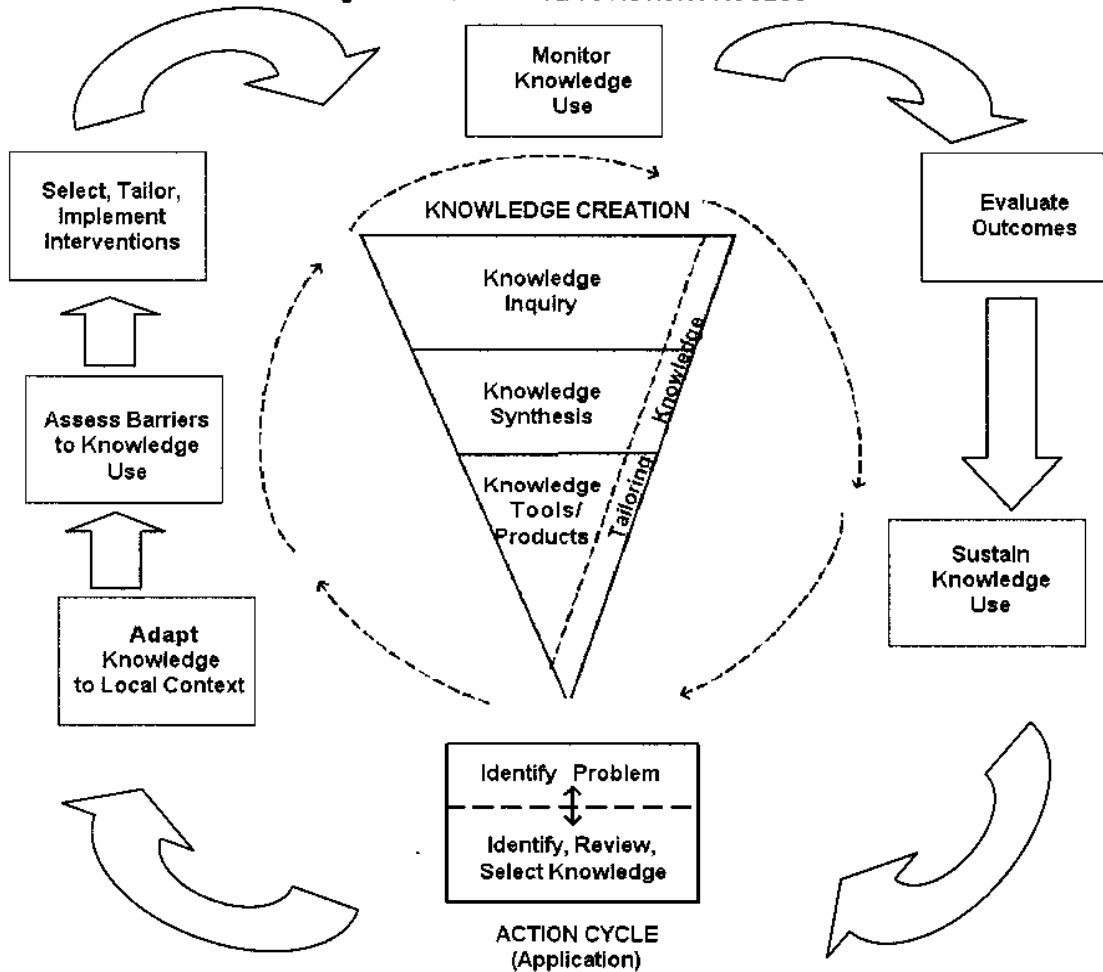 Monitor
Knowledge
Use
Select, Tailor,
Implement
Interventions
Evaluate
Outcomes
KNOWLEDGE CREATION
Knowledge
Inquiry
Knowledge
Synthesis
Knowledge
Tools/
Products
Tailoring Knowledge
Assess Barriers
to Knowledge
Use
Sustain
Knowledge
Use
Adapt
Knowledge
to Local Context
Identify Problem
Identify, Review,
Select Knowledge
ACTION CYCLE
(Application)